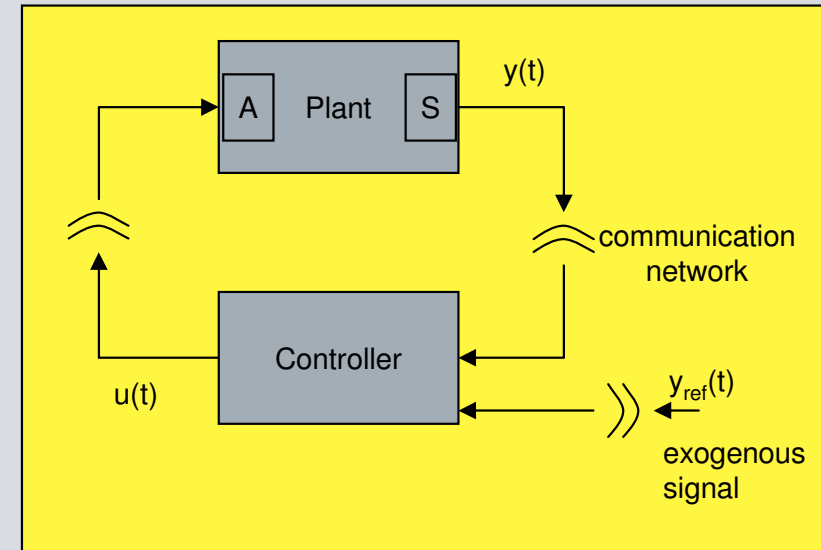 y(t)
A Plant S
communication
network
Controller
u(t)
y_ref(t)
exogenous
signal